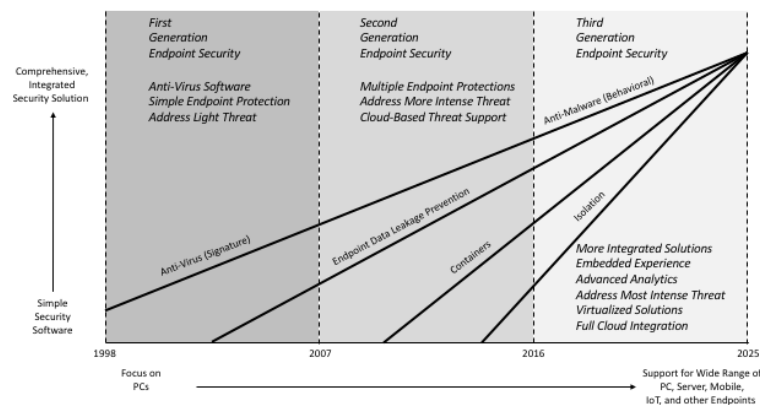 First
Generation
Endpoint Security
Anti-Virus Software
Simple Endpoint Protection
Address Light Threat
Second
Generation
Endpoint Security
Multiple Endpoint Protections
Address More Intense Threat
Cloud-Based Threat Support
Third
Generation
Endpoint Security
Comprehensive,
Integrated
Security Solution
Anti-Malware (Behavioral)
Anti-Virus (Signature)
Endpoint Data Leakage Prevention
Containers
Isolation
More Integrated Solutions
Embedded Experience
Advanced Analytics
Address Most Intense Threat
Virtualized Solutions
Full Cloud Integration
Simple
Security
Software
1998
2007
2016
2025
Focus on
PCs
Support for Wide Range of
PC, Server, Mobile,
IoT, and other Endpoints